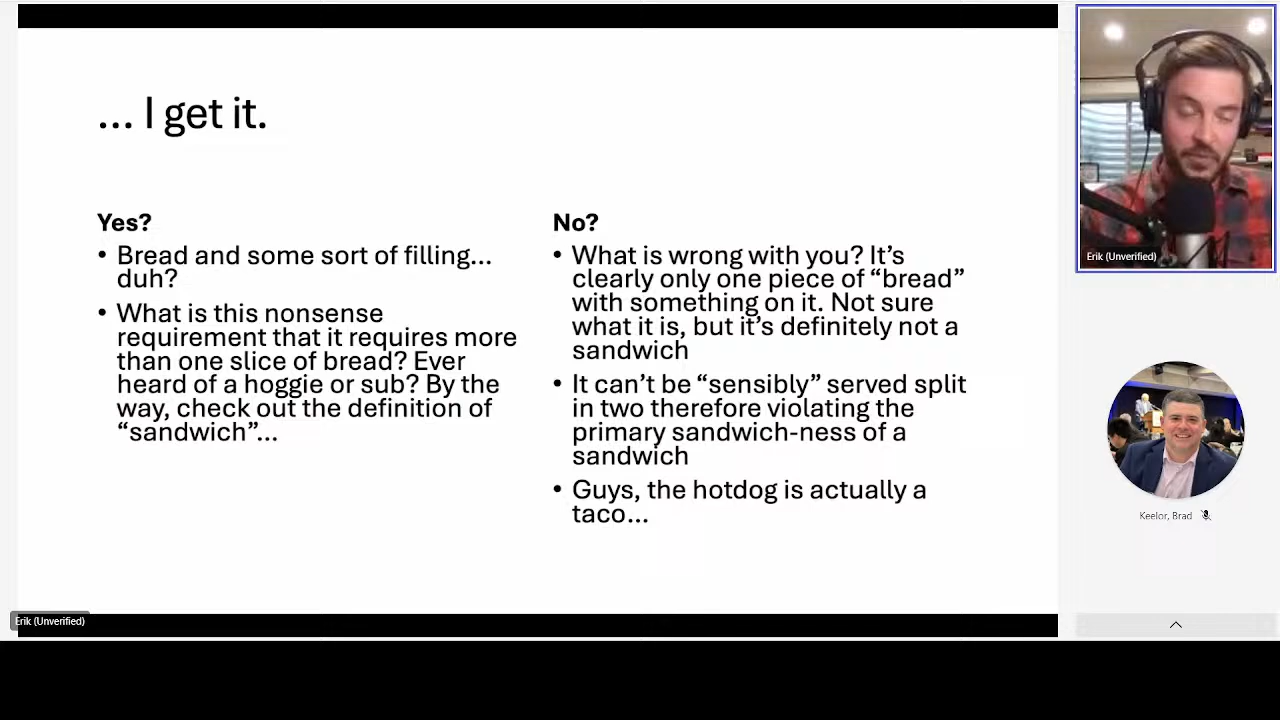 ... I get it.
Yes?
• Bread and some sort of filling...
duh?
• What is this nonsense
requirement that it requires more
than one slice of bread? Ever
heard of a hoggie or sub? By the
way, check out the definition of
“sandwich”...
No?
• What is wrong with you? It’s
clearly only one piece of “bread”
with something on it. Not sure
what it is, but it’s definitely not a
sandwich
• It can’t be “sensibly” served split
in two therefore violating the
primary sandwich-ness of a
sandwich
• Guys, the hotdog is actually a
taco...
Erik (Unverified)
Keelor, Brad
Erik (Unverified)